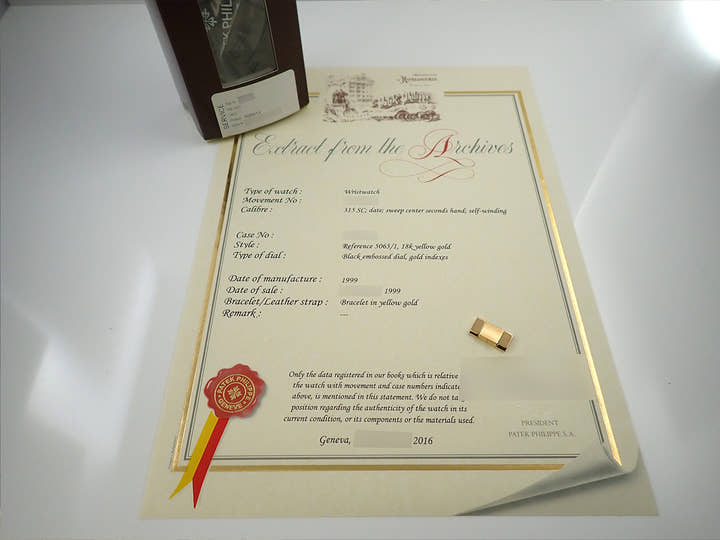 PATEK PHIL
SERVICE
Extract from the Archives
Type of watch : Wristwatch
Movement No :
Calibre : 315 SC; date; sweep center seconds hand; self-winding
Case No :
Style : Reference 5065/1, 18k yellow gold
Type of dial : Black embossed dial, gold indexes
Date of manufacture : 1999
Date of sale : 1999
Bracelet/Leather strap : Bracelet in yellow gold
Remark : ---
Only the data registered in our books which is relative
the watch with movement and case numbers indicate
above, is mentioned in this statement. We do not ta
position regarding the authenticity of the watch in its
current condition, or its components or the materials used.
Geneva, 2016
PATEK PHILIPPE
GENEVE
PRESIDENT
PATEK PHILIPPE S.A.